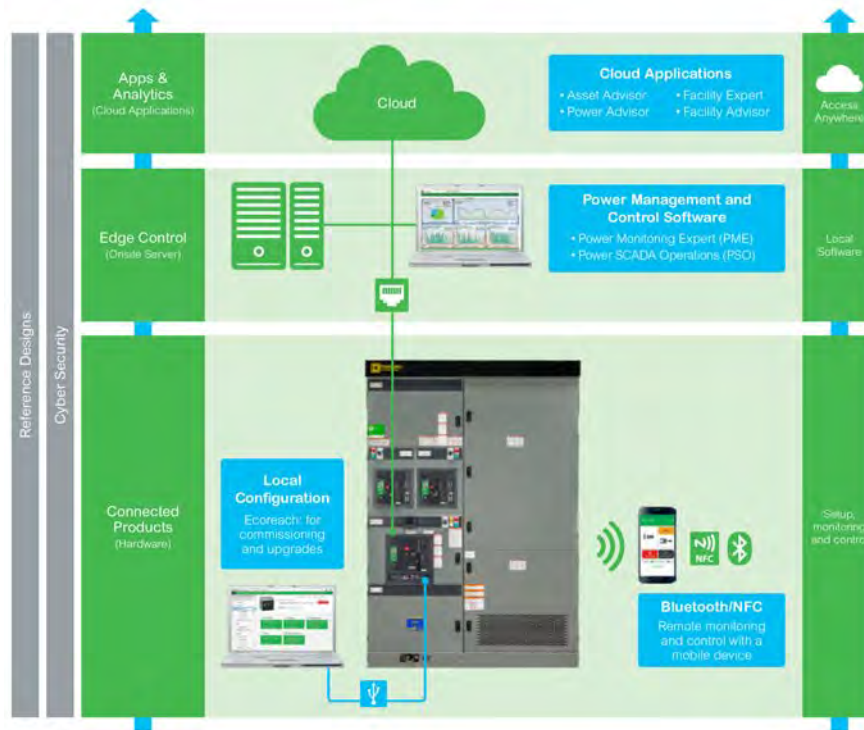 Reference Designs
Cyber Security
Apps &
Analytics
(Cloud Applications)
Cloud
Cloud Applications
• Asset Advisor
• Facility Expert
• Power Advisor
• Facility Advisor
Access
Anywhere
Edge Control
(Onsite Server)
Power Management and
Control Software
• Power Monitoring Expert (PME)
• Power SCADA Operations (PSO)
Local
Software
Connected
Products
(Hardware)
Local
Configuration
Ecoreach: for
commissioning
and upgrades
NFC
Bluetooth/NFC
Remote monitoring
and control with a
mobile device
Setup,
monitoring
and control